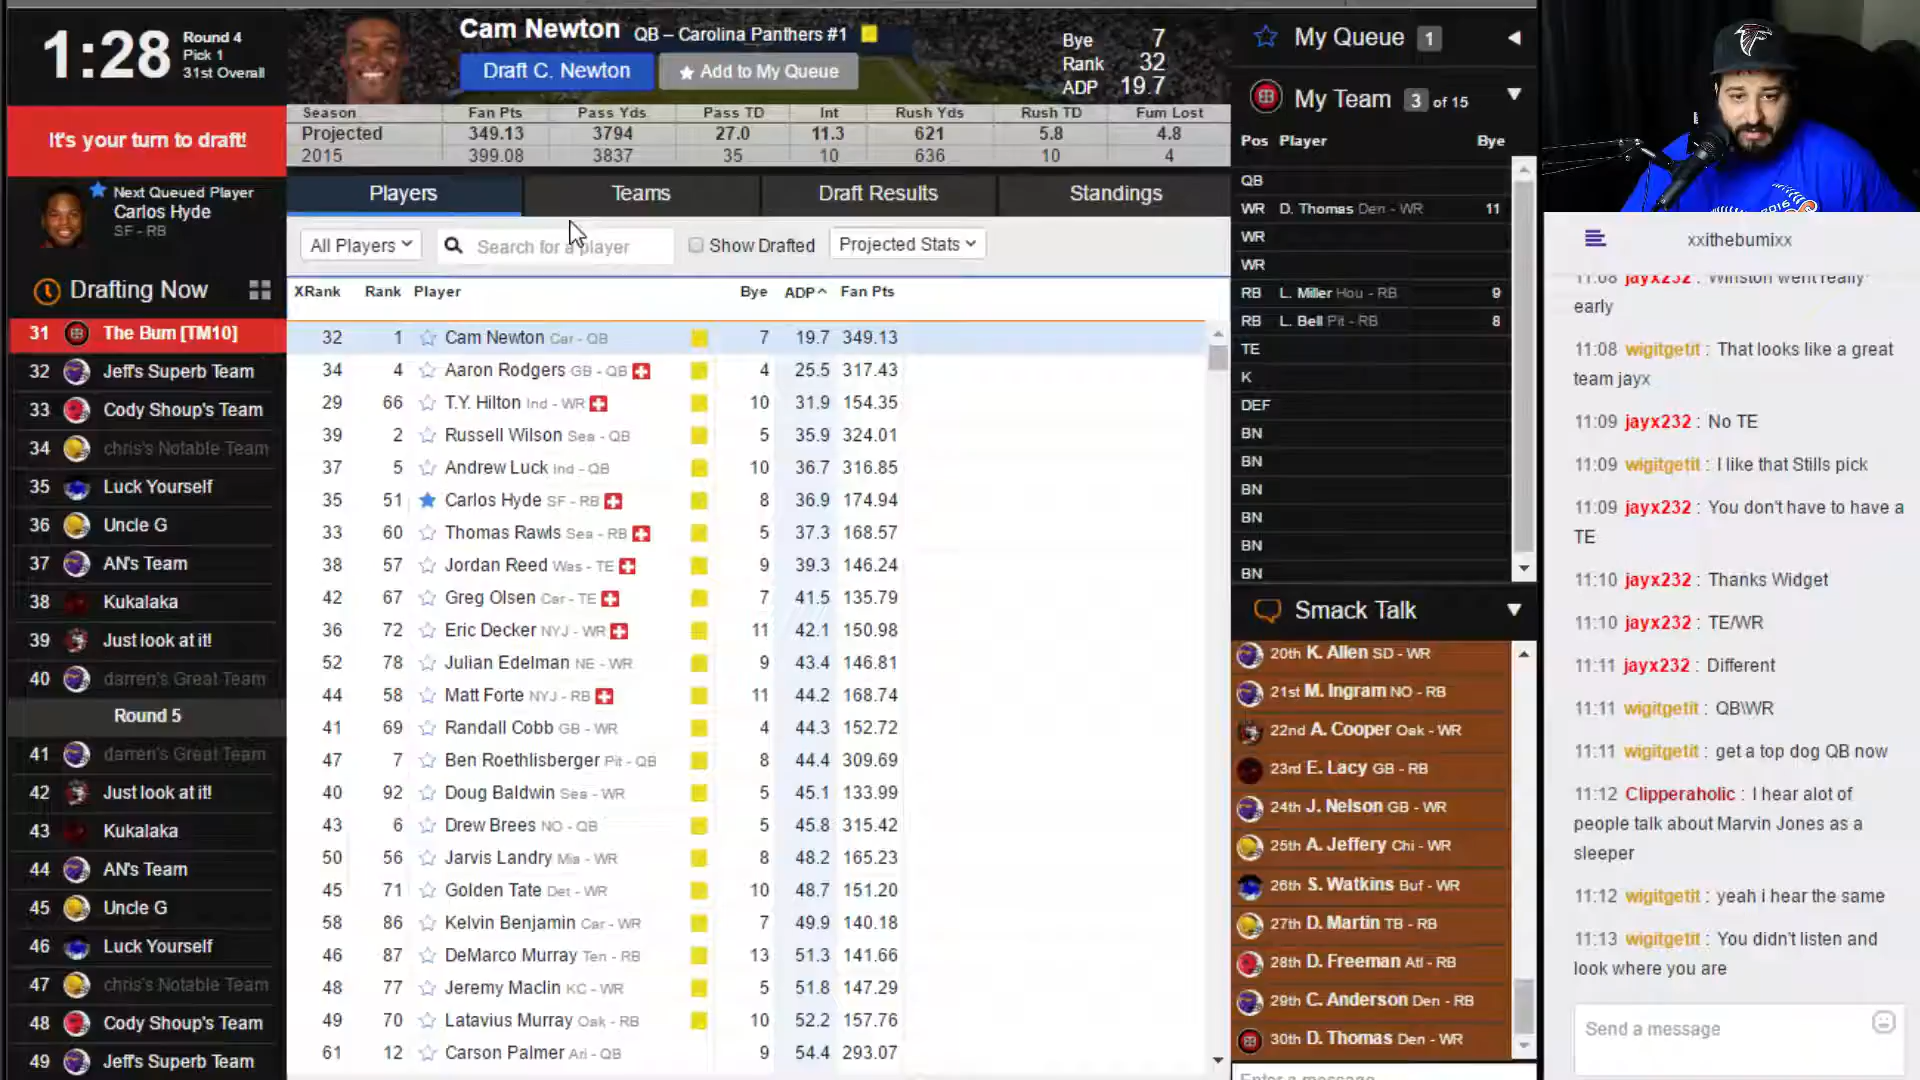 1:28
Round 4
Pick 1
31st Overall
It's your turn to draft!
Next Queued Player
Carlos Hyde
SF - RB
Drafting Now
31 The Bum [TM10]
32 Jeff's Superb Team
33 Cody Shoup's Team
34 chris's Notable Team
35 Luck Yourself
36 Uncle G
37 AN's Team
38 Kukalaka
39 Just look at it!
40 darren's Great Team
Round 5
41 darren's Great Team
42 Just look at it!
43 Kukalaka
44 AN's Team
45 Uncle G
46 Luck Yourself
47 chris's Notable Team
48 Cody Shoup's Team
49 Jeff's Superb Team
Cam Newton QB – Carolina Panthers #1
Draft C. Newton Add to My Queue
Bye 7
Rank 32
ADP 19.7
Season Fan Pts Pass Yds Pass TD Int Rush Yds Rush TD Fum Lost
Projected 349.13 3794 27.0 11.3 621 5.8 4.8
2015 399.08 3837 35 10 636 10 4
Players Teams Draft Results Standings
All Players Search for a player Show Drafted Projected Stats
XRank Rank Player Bye ADP Fan Pts
32 1 Cam Newton Car - QB 7 19.7 349.13
34 4 Aaron Rodgers GB - QB 4 25.5 317.43
29 66 T.Y. Hilton Ind - WR 10 31.9 154.35
39 2 Russell Wilson Sea - QB 5 35.9 324.01
37 5 Andrew Luck Ind - QB 10 36.7 316.85
35 51 Carlos Hyde SF - RB 8 36.9 174.94
33 60 Thomas Rawls Sea - RB 5 37.3 168.57
38 57 Jordan Reed Was - TE 9 39.3 146.24
42 67 Greg Olsen Car - TE 7 41.5 135.79
36 72 Eric Decker NYJ - WR 11 42.1 150.98
52 78 Julian Edelman NE - WR 9 43.4 146.81
44 58 Matt Forte NYJ - RB 11 44.2 168.74
41 69 Randall Cobb GB - WR 4 44.3 152.72
47 7 Ben Roethlisberger Pit - QB 8 44.4 309.69
40 92 Doug Baldwin Sea - WR 5 45.1 133.99
43 6 Drew Brees NO - QB 5 45.8 315.42
50 56 Jarvis Landry Mia - WR 8 48.2 165.23
45 71 Golden Tate Det - WR 10 48.7 151.20
58 86 Kelvin Benjamin Car - WR 7 49.9 140.18
46 87 DeMarco Murray Ten - RB 13 51.3 141.66
48 77 Jeremy Maclin KC - WR 5 51.8 147.29
49 70 Latavius Murray Oak - RB 10 52.2 157.76
61 12 Carson Palmer Ari - QB 9 54.4 293.07
My Queue 1
My Team 3 of 15
Pos Player Bye
QB
WR D. Thomas Den - WR 11
WR
WR
RB L. Miller Hou - RB 9
RB L. Bell Pit - RB 8
TE
K
DEF
BN
BN
BN
BN
BN
BN
Smack Talk
20th K. Allen SD - WR
21st M. Ingram NO - RB
22nd A. Cooper Oak - WR
23rd E. Lacy GB - RB
24th J. Nelson GB - WR
25th A. Jeffery Chi - WR
26th S. Watkins Buf - WR
27th D. Martin TB - RB
28th D. Freeman Atl - RB
29th C. Anderson Den - RB
30th D. Thomas Den - WR
Enter a message
2016
xxithebumixx
11:08 jayx232 : Winston went really
early
11:08 wigitgetit : That looks like a great
team jayx
11:09 jayx232 : No TE
11:09 wigitgetit : I like that Stills pick
11:09 jayx232 : You don't have to have a
TE
11:10 jayx232 : Thanks Widget
11:10 jayx232 : TE/WR
11:11 jayx232 : Different
11:11 wigitgetit : QB\WR
11:11 wigitgetit : get a top dog QB now
11:12 Clipperaholic : I hear alot of
people talk about Marvin Jones as a
sleeper
11:12 wigitgetit : yeah i hear the same
11:13 wigitgetit : You didn't listen and
look where you are
Send a message